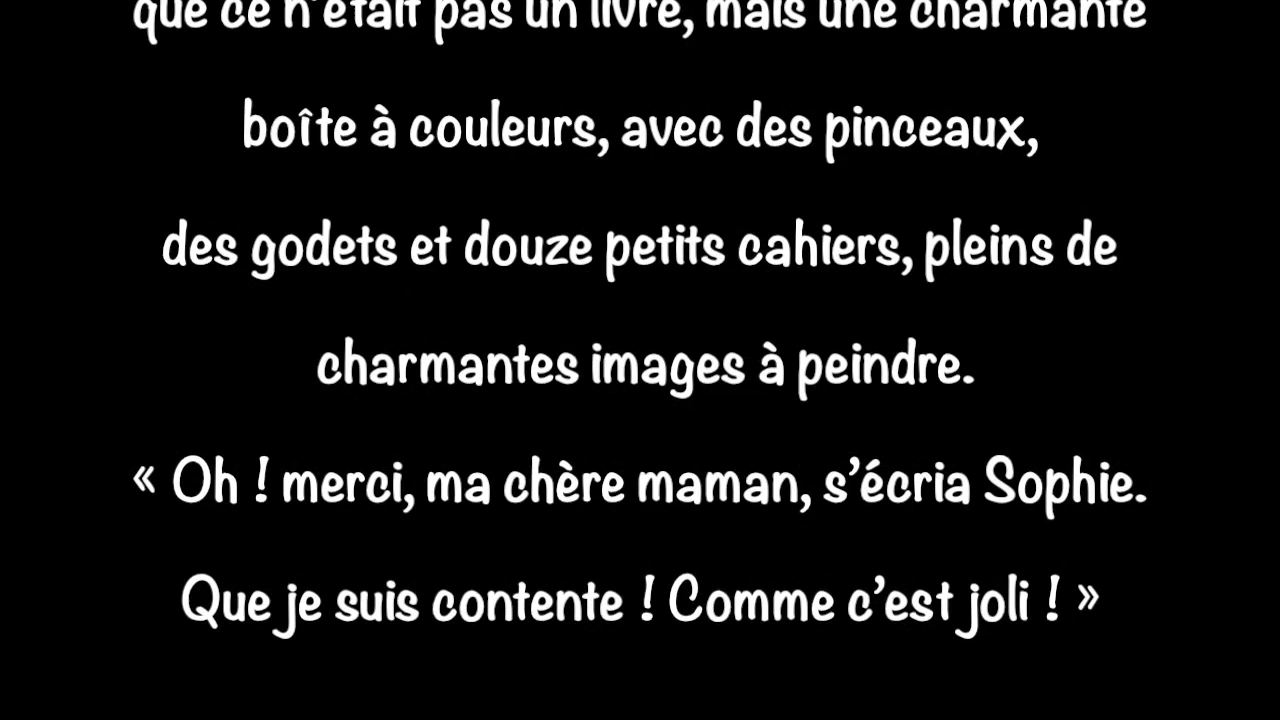 que ce n'était pas un livre, mais une charmante
boîte à couleurs, avec des pinceaux,
des godets et douze petits cahiers, pleins de
charmantes images à peindre.
« Oh ! merci, ma chère maman, s’écria Sophie.
Que je suis contente ! Comme c’est joli ! »